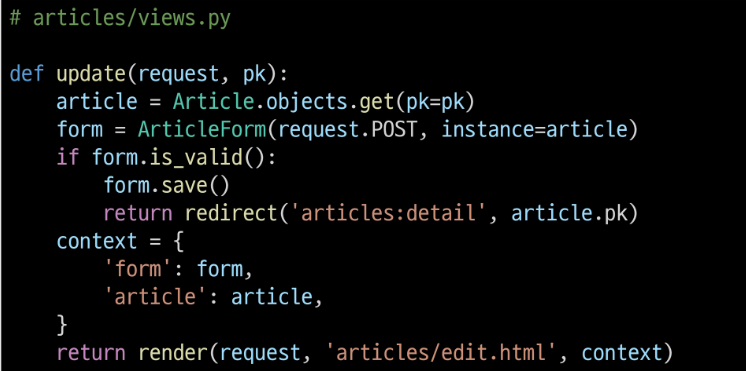 # articles/views.py
def update(request, pk):
    article = Article.objects.get(pk=pk)
    form = ArticleForm(request.POST, instance=article)
    if form.is_valid():
        form.save()
        return redirect('articles:detail', article.pk)
    context = {
        'form': form,
        'article': article,
    }
    return render(request, 'articles/edit.html', context)